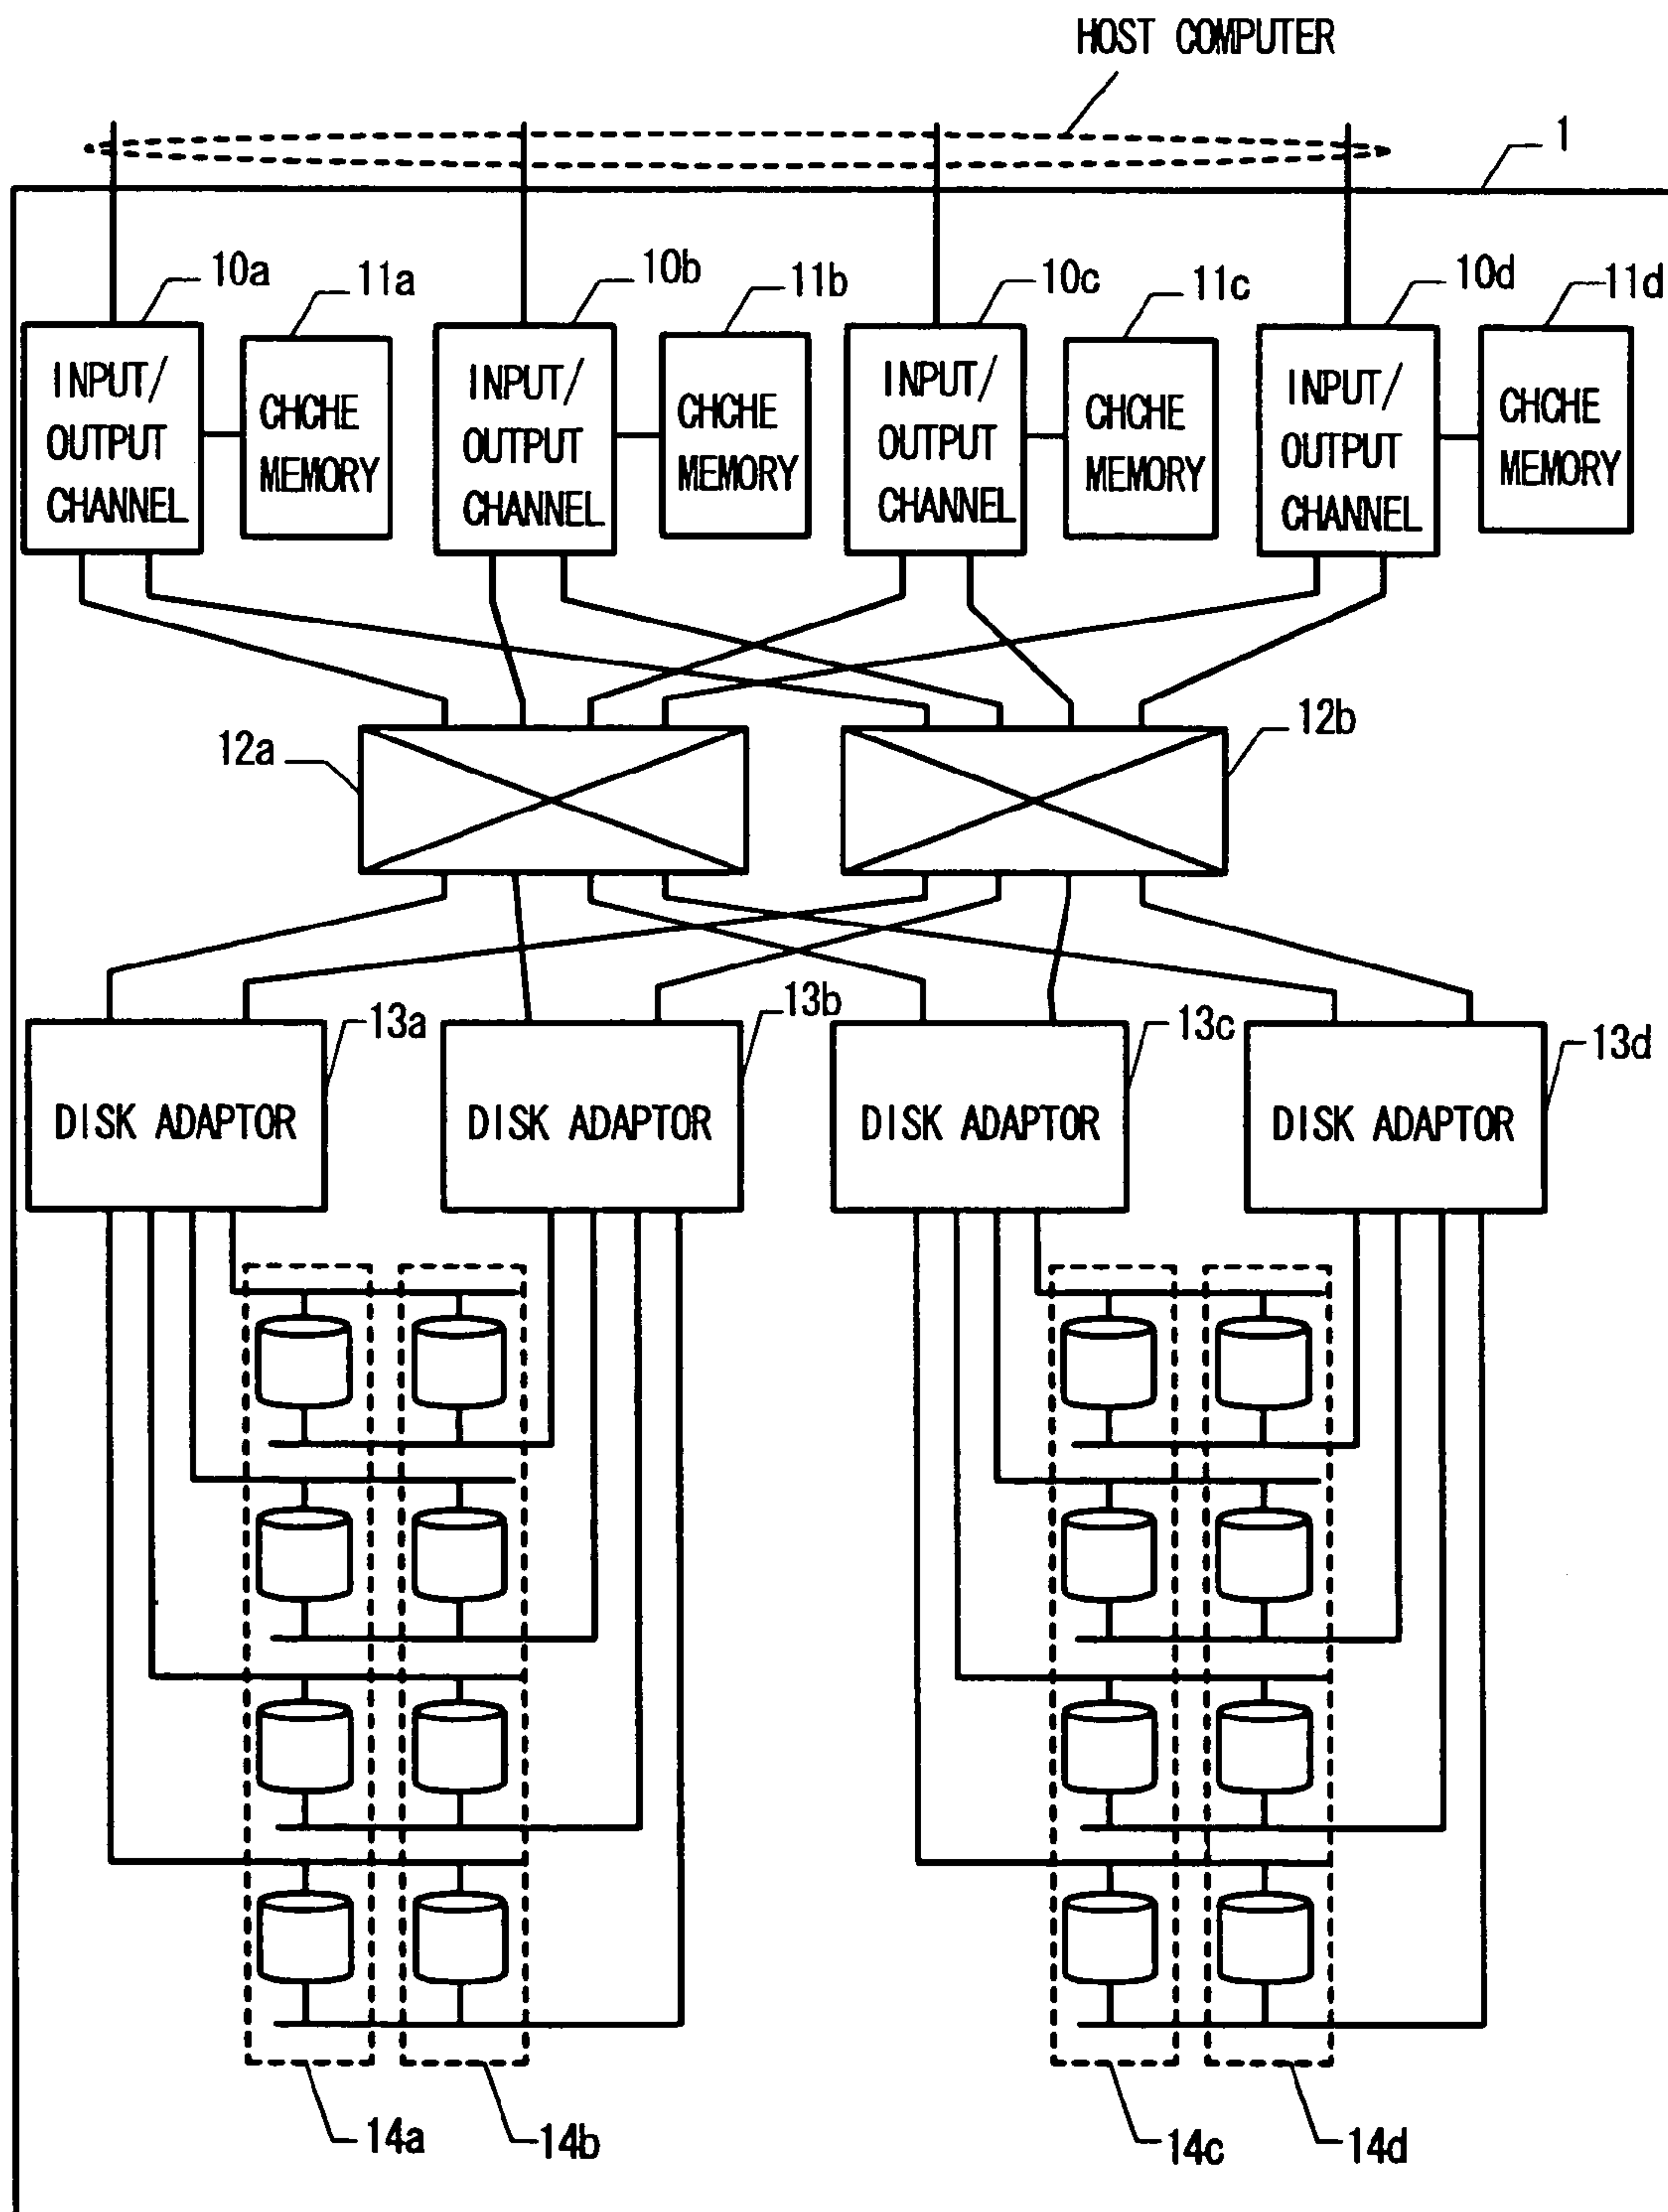 HOST COMPUTER
1
10a
11a
10b
11b
10c
11c
10d
11d
INPUT/
OUTPUT
CHANNEL
CHCHE
MEMORY
INPUT/
OUTPUT
CHANNEL
CHCHE
MEMORY
INPUT/
OUTPUT
CHANNEL
CHCHE
MEMORY
INPUT/
OUTPUT
CHANNEL
CHCHE
MEMORY
12a
12b
13a
13b
13c
13d
DISK ADAPTOR
DISK ADAPTOR
DISK ADAPTOR
DISK ADAPTOR
14a
14b
14c
14d